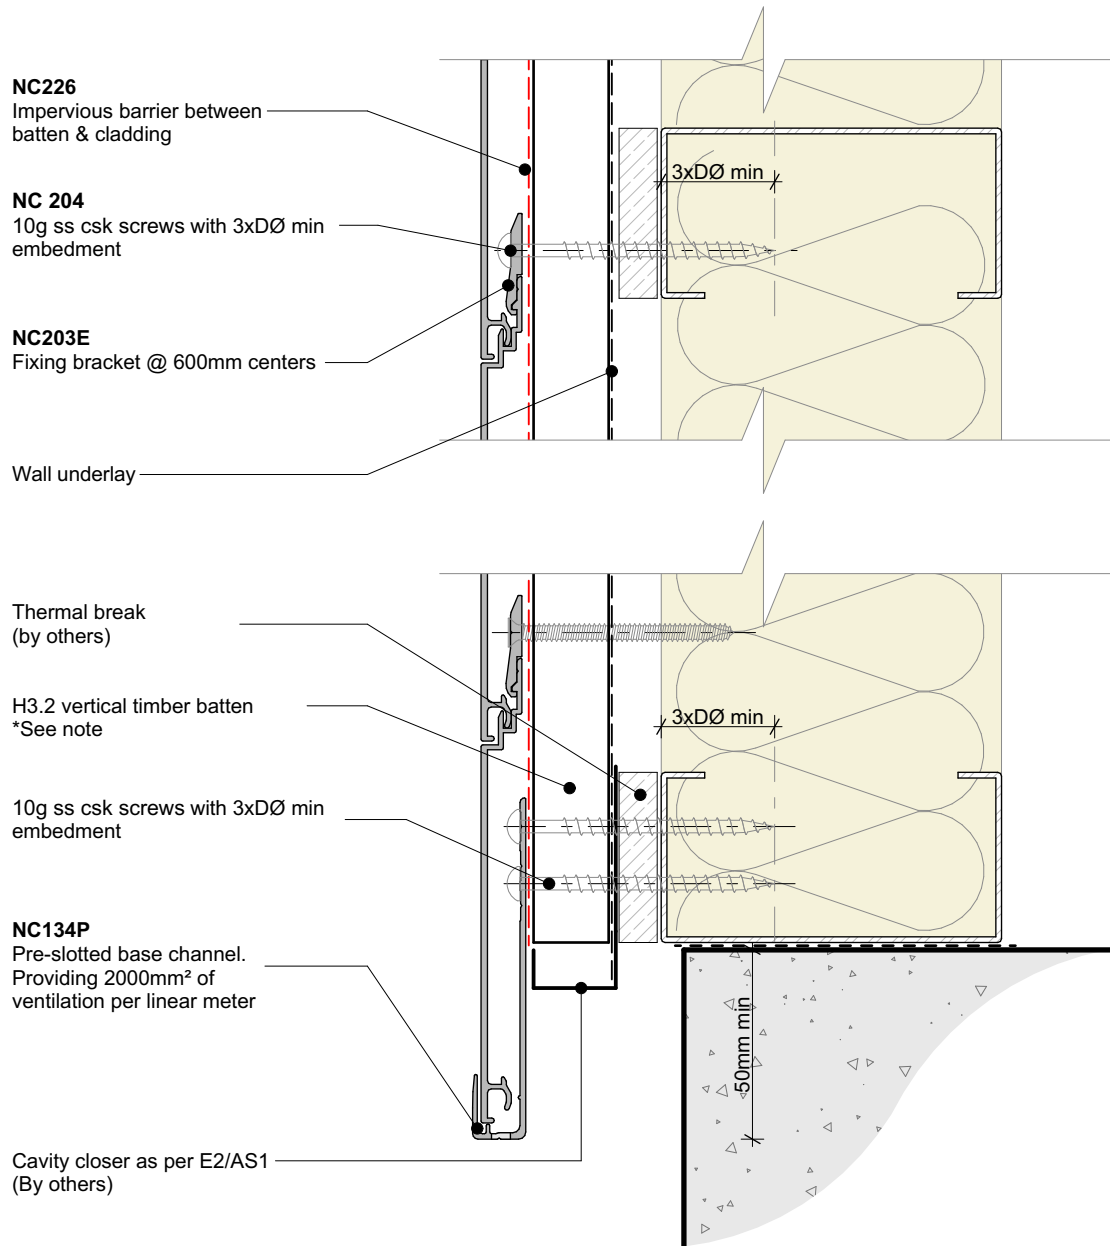 NC226
Impervious barrier between
batten & cladding
3xDØ min
NC 204
10g ss csk screws with 3xDØ min
embedment
NC203E
Fixing bracket @ 600mm centers
Wall underlay
Thermal break
(by others)
H3.2 vertical timber batten
*See note
3xDØ min
10g ss csk screws with 3xDØ min
embedment
NC134P
Pre-slotted base channel.
Providing 2000mm² of
ventilation per linear meter
50mm min
Cavity closer as per E2/AS1
(By others)